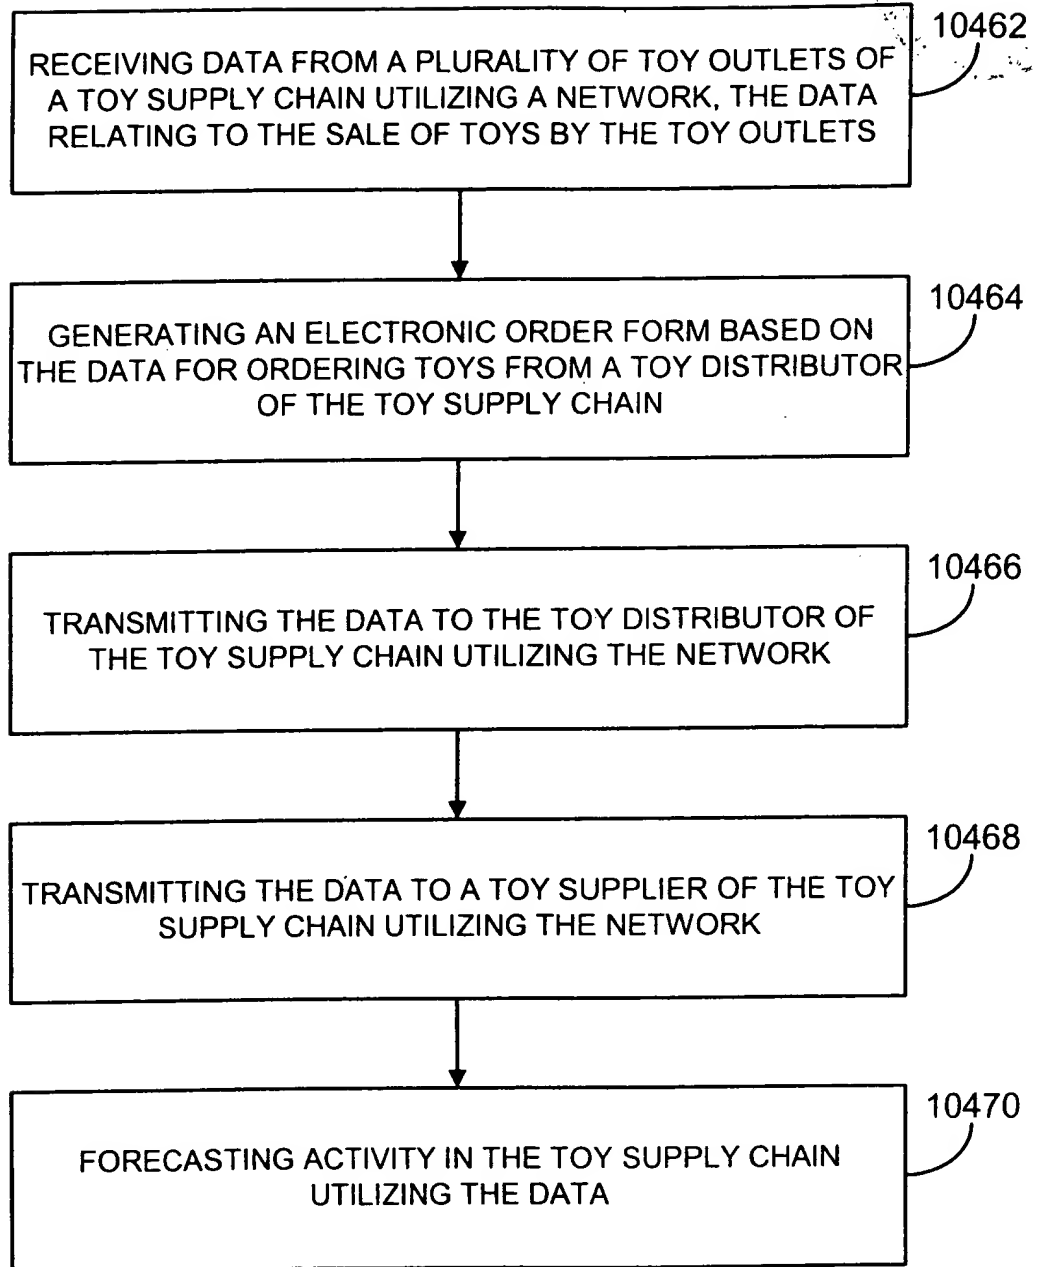 10462
RECEIVING DATA FROM A PLURALITY OF TOY OUTLETS OF
A TOY SUPPLY CHAIN UTILIZING A NETWORK, THE DATA
RELATING TO THE SALE OF TOYS BY THE TOY OUTLETS
10464
GENERATING AN ELECTRONIC ORDER FORM BASED ON
THE DATA FOR ORDERING TOYS FROM A TOY DISTRIBUTOR
OF THE TOY SUPPLY CHAIN
10466
TRANSMITTING THE DATA TO THE TOY DISTRIBUTOR OF
THE TOY SUPPLY CHAIN UTILIZING THE NETWORK
10468
TRANSMITTING THE DATA TO A TOY SUPPLIER OF THE TOY
SUPPLY CHAIN UTILIZING THE NETWORK
10470
FORECASTING ACTIVITY IN THE TOY SUPPLY CHAIN
UTILIZING THE DATA